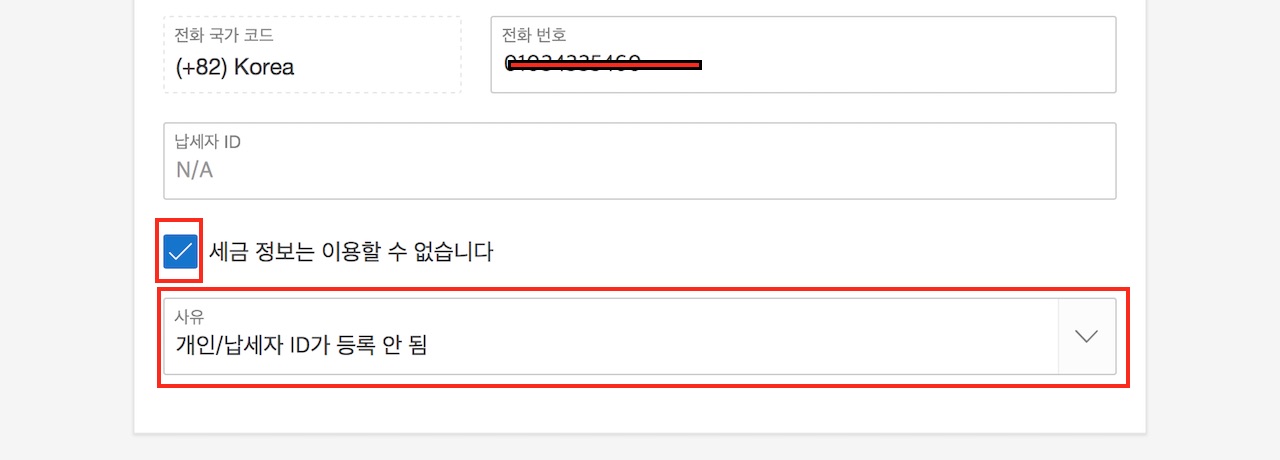 전화 국가 코드
(+82) Korea
전화 번호
납세자 ID
N/A
세금 정보는 이용할 수 없습니다
사유
개인/납세자 ID가 등록 안 됨